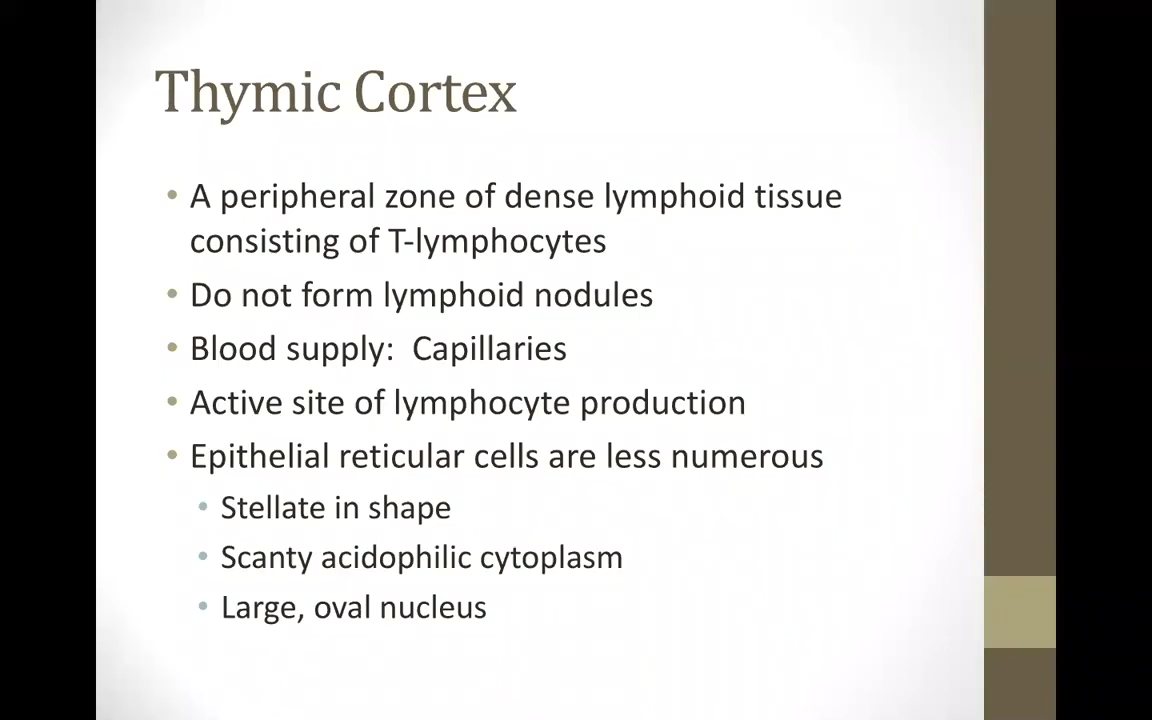 Thymic Cortex
• A peripheral zone of dense lymphoid tissue
consisting of T-lymphocytes
• Do not form lymphoid nodules
• Blood supply:  Capillaries
• Active site of lymphocyte production
• Epithelial reticular cells are less numerous
• Stellate in shape
• Scanty acidophilic cytoplasm
• Large, oval nucleus